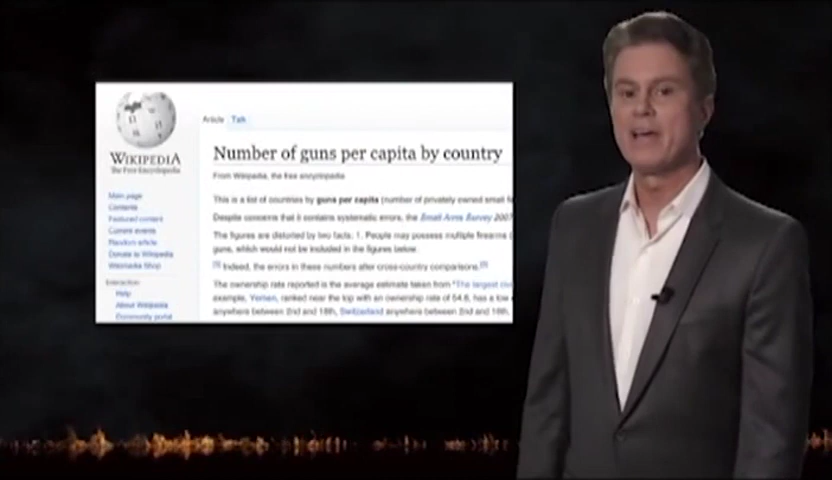 WIKIPEDIA
The Free Encyclopedia
Main page
Contents
Featured content
Current events
Random article
Donate to Wikipedia
Wikimedia Shop
Interaction
Help
About Wikipedia
Community portal
Article Talk
Number of guns per capita by country
From Wikipedia, the free encyclopedia
This is a list of countries by guns per capita (number of privately owned small
Despite concerns that it contains systematic errors, the Small Arms Survey 2007
The figures are distorted by two facts: 1. People may possess multiple firearms
guns, which would not be included in the figures below.
Indeed, the errors in these numbers alter cross-country comparisons.
The ownership rate reported is the average estimate taken from "The largest
example, Yemen, ranked near the top with an ownership rate of 54.8, has a low
anywhere between 2nd and 18th, Switzerland anywhere between 2nd and 16th,